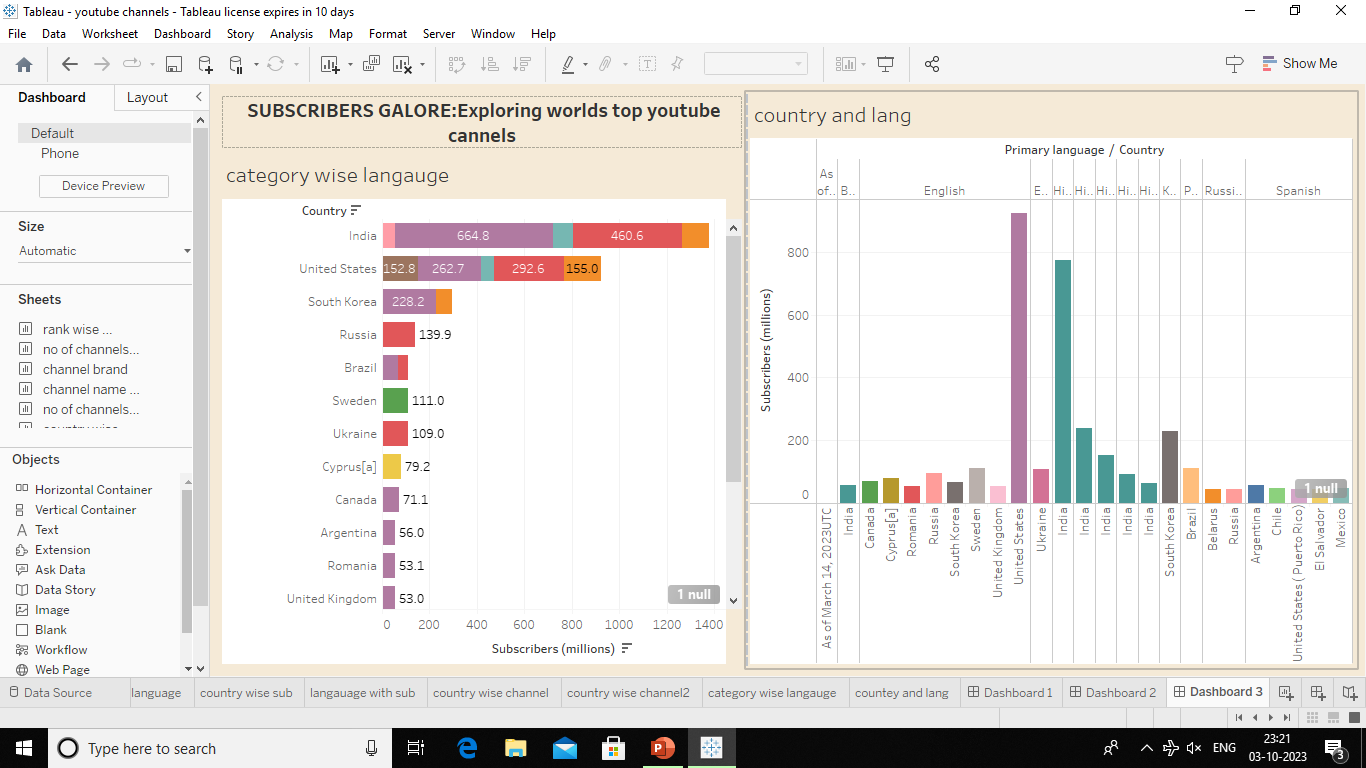 Tableau - youtube channels - Tableau license expires in 10 days
File Data Worksheet Dashboard Story Analysis Map Format Server Window Help
Show Me
Dashboard Layout
Default
Phone
Device Preview
Size
Automatic
Sheets
rank wise ...
no of channels...
channel brand
channel name ...
no of channels...
Objects
Horizontal Container
Vertical Container
Text
Extension
Ask Data
Data Story
Image
Blank
Workflow
Web Page
SUBSCRIBERS GALORE:Exploring worlds top youtube
cannels
category wise langauge
Country
India 664.8 460.6
United States 152.8 262.7 292.6 155.0
South Korea 228.2
Russia 139.9
Brazil
Sweden 111.0
Ukraine 109.0
Cyprus[a] 79.2
Canada 71.1
Argentina 56.0
Romania 53.1
United Kingdom 53.0
1 null
0 200 400 600 800 1000 1200 1400
Subscribers (millions)
country and lang
Primary language / Country
As
of.. B.. English E.. Hi.. Hi.. Hi.. Hi.. Hi.. K.. P.. Russi.. Spanish
Subscribers (millions)
800
600
400
200
0
1 null
As of March 14, 2023UTC
India
Canada
Cyprus[a]
Romania
Russia
South Korea
Sweden
United Kingdom
United States
Ukraine
India
India
India
India
India
South Korea
Brazil
Belarus
Russia
Argentina
Chile
United States ( Puerto Rico)
El Salvador
Mexico
Data Source language country wise sub langauage with sub country wise channel country wise channel2 category wise langauge countey and lang Dashboard 1 Dashboard 2 Dashboard 3
Type here to search
ENG
23:21
03-10-2023
3